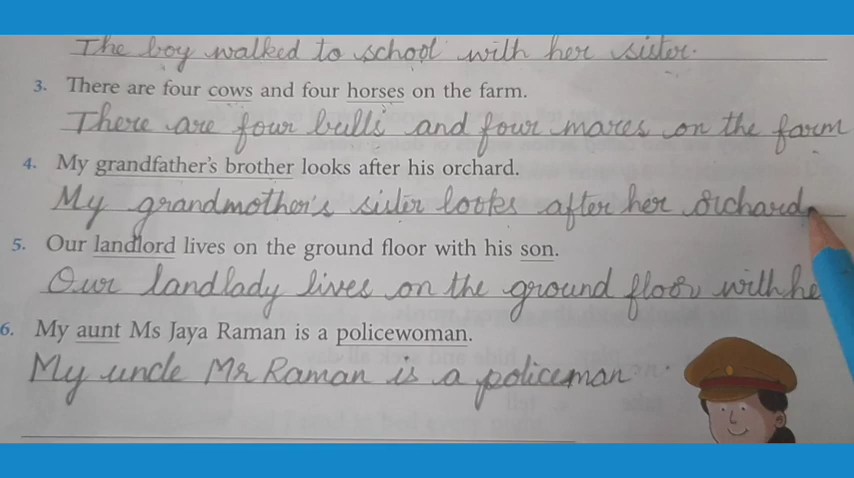 The boy walked to school with her sister.
3. There are four cows and four horses on the farm.
There are four bulls and four mares on the farm
4. My grandfather's brother looks after his orchard.
My grandmother's sister looks after her orchard
5. Our landlord lives on the ground floor with his son.
Our landlady lives on the ground floor with he
6. My aunt Ms Jaya Raman is a policewoman.
My uncle Mr Raman is a policeman